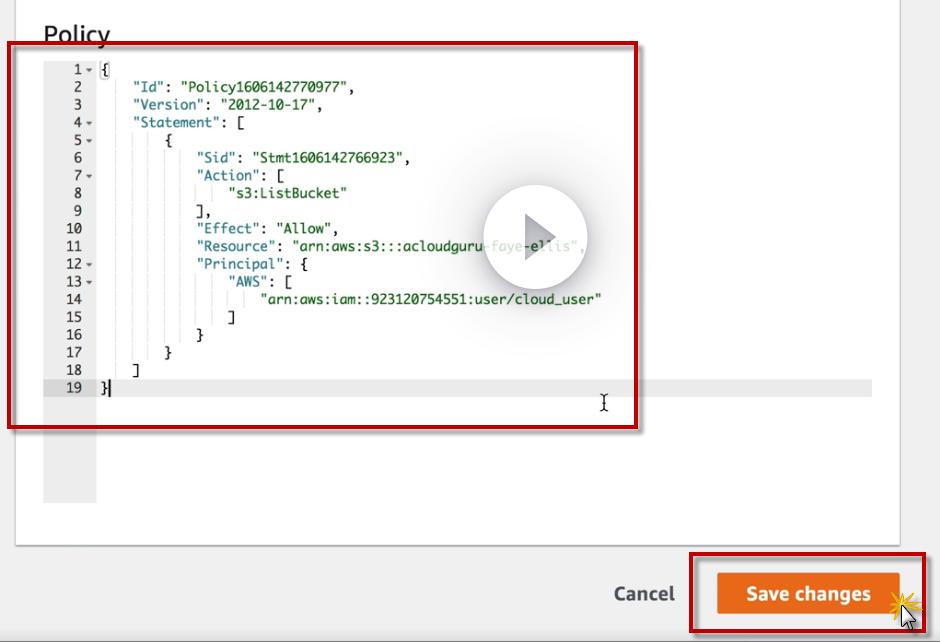 Policy
1 {
2 "Id": "Policy1606142770977",
3 "Version": "2012-10-17",
4 "Statement": [
5 {
6 "Sid": "Stmt1606142766923",
7 "Action": [
8 "s3:ListBucket"
9 ],
10 "Effect": "Allow",
11 "Resource": "arn:aws:s3:::acloudguru-faye-ellis",
12 "Principal": {
13 "AWS": [
14 "arn:aws:iam::923120754551:user/cloud_user"
15 ]
16 }
17 }
18 ]
19 }
Cancel
Save changes